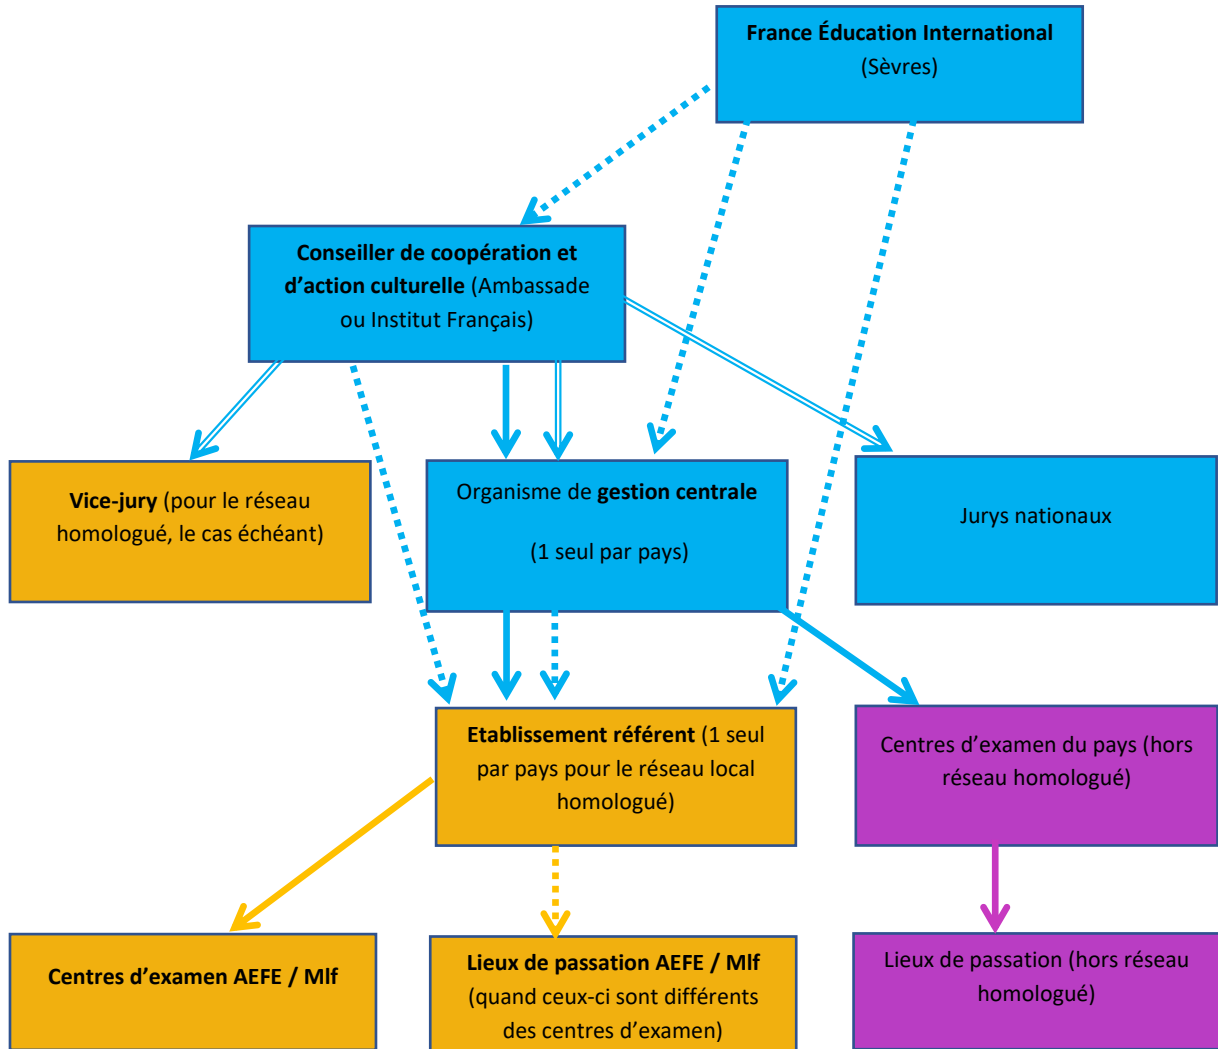 France Éducation International
(Sèvres)
Conseiller de coopération et
d’action culturelle (Ambassade
ou Institut Français)
Vice-jury (pour le réseau
homologué, le cas échéant)
Organisme de gestion centrale
(1 seul par pays)
Jurys nationaux
Etablissement référent (1 seul
par pays pour le réseau local
homologué)
Centres d’examen du pays (hors
réseau homologué)
Centres d’examen AEFE / Mlf
Lieux de passation AEFE / Mlf
(quand ceux-ci sont différents
des centres d’examen)
Lieux de passation (hors réseau
homologué)